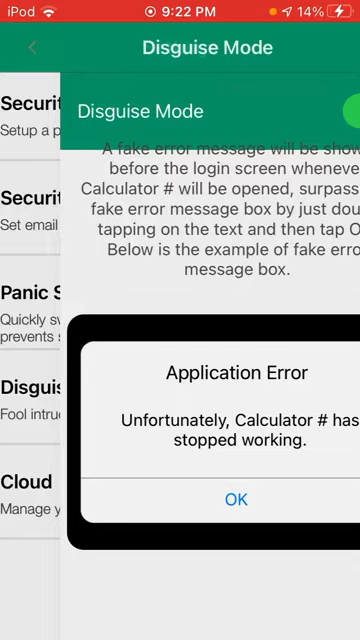 iPod 9:22 PM 14%
Disguise Mode
Securit
Setup a p
Disguise Mode
A fake error message will be show
before the login screen wheneve
Calculator # will be opened, surpass
fake error message box by just dou
tapping on the text and then tap O
Below is the example of fake erro
message box.
Securit
Set email
Panic S
Quickly sw
prevents s
Disguis
Fool intruc
Cloud
Manage y
Application Error
Unfortunately, Calculator # has
stopped working.
OK